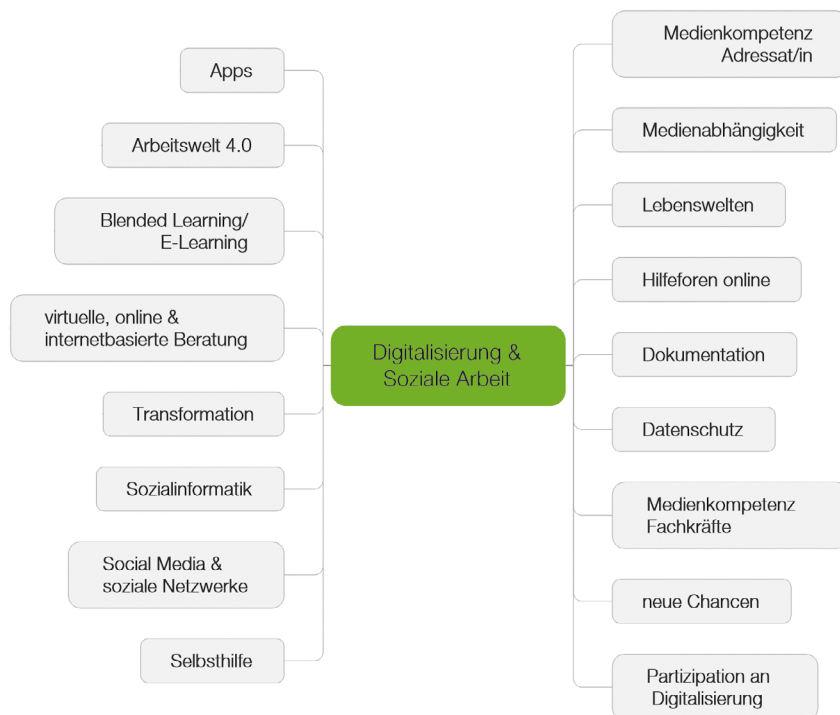 Apps
Arbeitswelt 4.0
Blended Learning/
E-Learning
virtuelle, online &
internetbasierte Beratung
Transformation
Sozialinformatik
Social Media &
soziale Netzwerke
Selbsthilfe
Digitalisierung &
Soziale Arbeit
Medienkompetenz
Adressat/in
Medienabhängigkeit
Lebenswelten
Hilfeforen online
Dokumentation
Datenschutz
Medienkompetenz
Fachkräfte
neue Chancen
Partizipation an
Digitalisierung